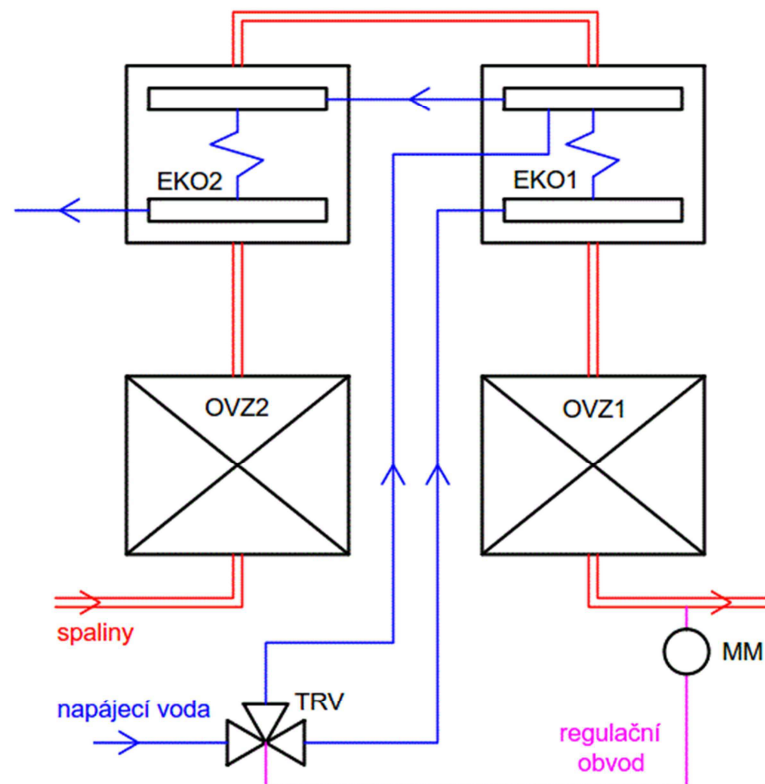 EKO2
EKO1
OVZ2
OVZ1
spaliny
MM
TRV
napájecí voda
regulační
obvod